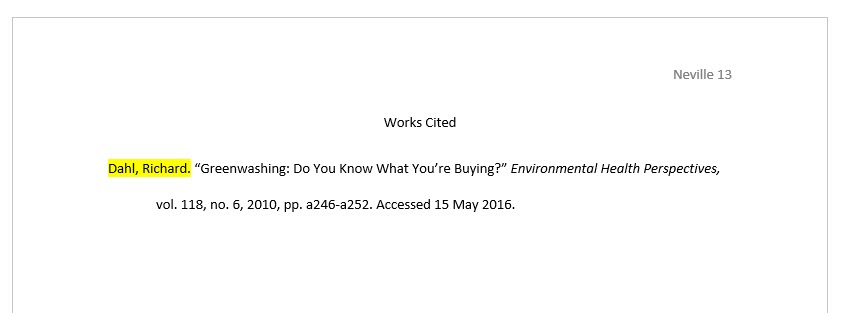 Neville 13
Works Cited
Dahl, Richard. “Greenwashing: Do You Know What You’re Buying?” Environmental Health Perspectives,
vol. 118, no. 6, 2010, pp. a246-a252. Accessed 15 May 2016.